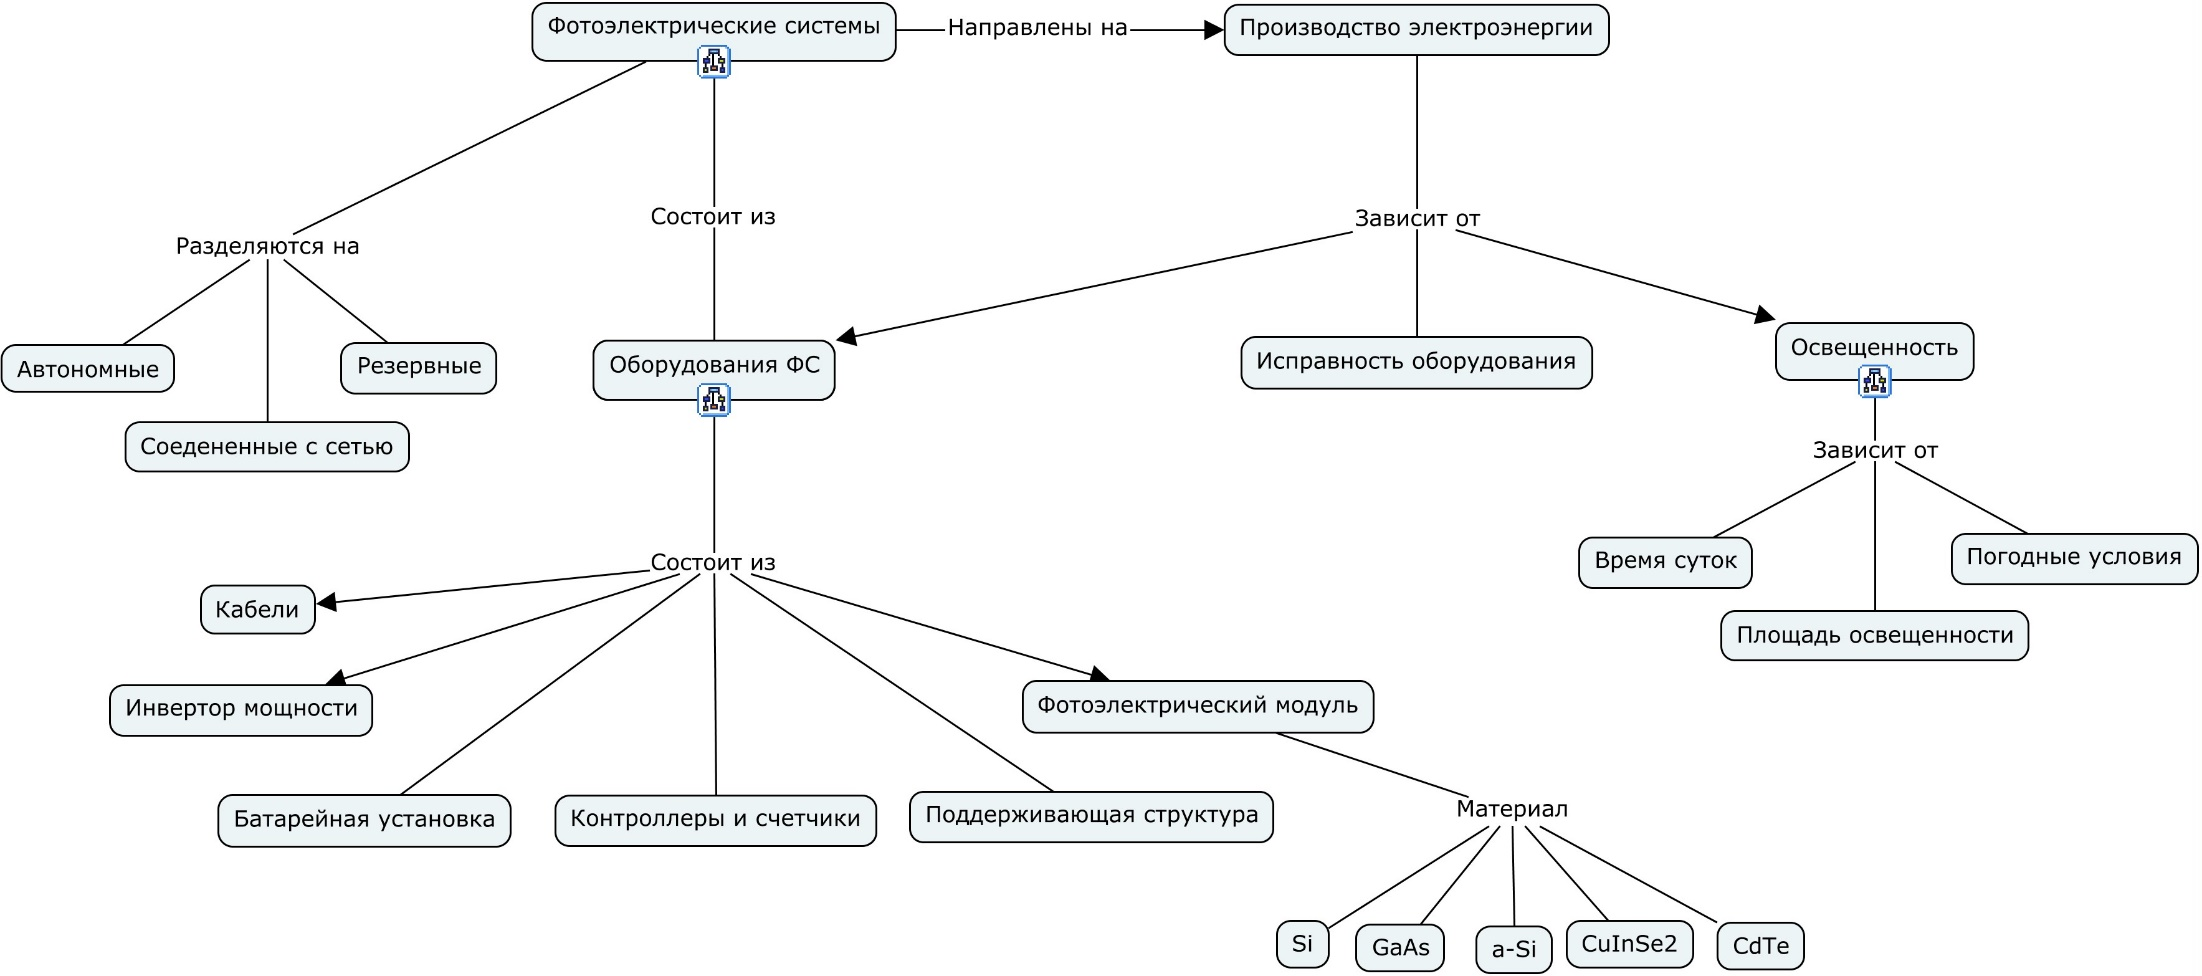 Фотоэлектрические системы
Направлены на
Производство электроэнергии
Состоит из
Зависит от
Разделяются на
Автономные
Резервные
Соедененные с сетью
Оборудования ФС
Исправность оборудования
Освещенность
Зависит от
Время суток
Погодные условия
Площадь освещенности
Состоит из
Кабели
Инвертор мощности
Фотоэлектрический модуль
Батарейная установка
Контроллеры и счетчики
Поддерживающая структура
Материал
Si
GaAs
a-Si
CuInSe2
CdTe